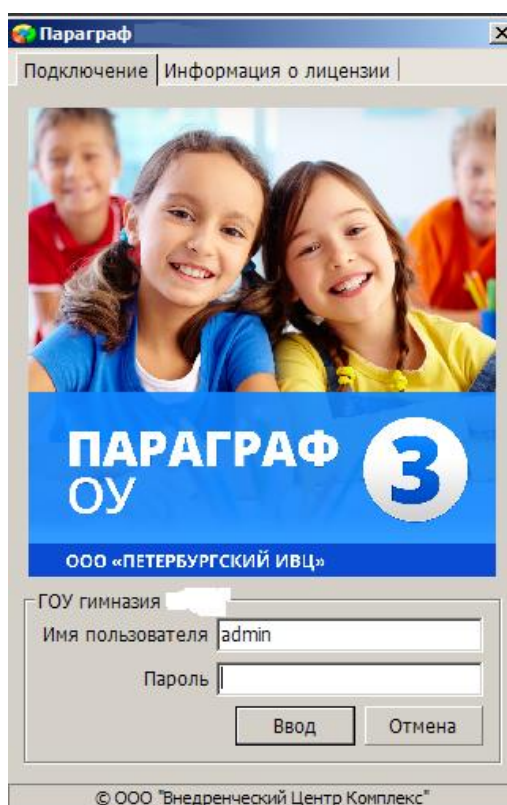 Параграф
Подключение Информация о лицензии
ПАРАГРАФ 3
ОУ
ООО «ПЕТЕРБУРГСКИЙ ИВЦ»
ГОУ гимназия
Имя пользователя admin
Пароль
Ввод Отмена
© ООО "Внедренческий Центр Комплекс"